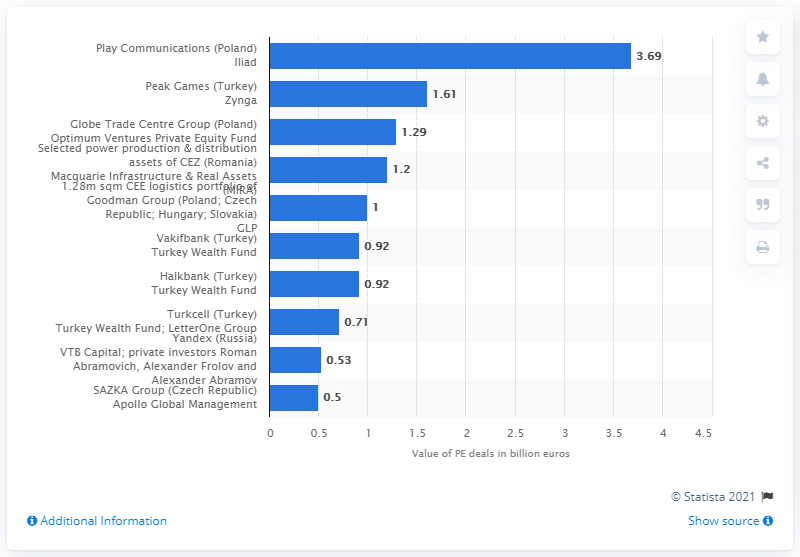 Play Communications (Poland)
Iliad
3.69
Peak Games (Turkey)
Zynga
1.61
Globe Trade Centre Group (Poland)
Optimum Ventures Private Equity Fund
1.29
Selected power production & distribution
assets of CEZ (Romania)
Macquarie Infrastructure & Real Assets
(MIRA)
1.2
1.28m sqm CEE logistics portfolio of
Goodman Group (Poland; Czech
Republic; Hungary; Slovakia)
GLP
1
Vakifbank (Turkey)
Turkey Wealth Fund
0.92
Halkbank (Turkey)
Turkey Wealth Fund
0.92
Turkcell (Turkey)
Turkey Wealth Fund; LetterOne Group
0.71
Yandex (Russia)
VTB Capital; private investors Roman
Abramovich, Alexander Frolov and
Alexander Abramov
0.53
SAZKA Group (Czech Republic)
Apollo Global Management
0.5
0 0.5 1 1.5 2 2.5 3 3.5 4 4.5
Value of PE deals in billion euros
© Statista 2021
Additional Information
Show source